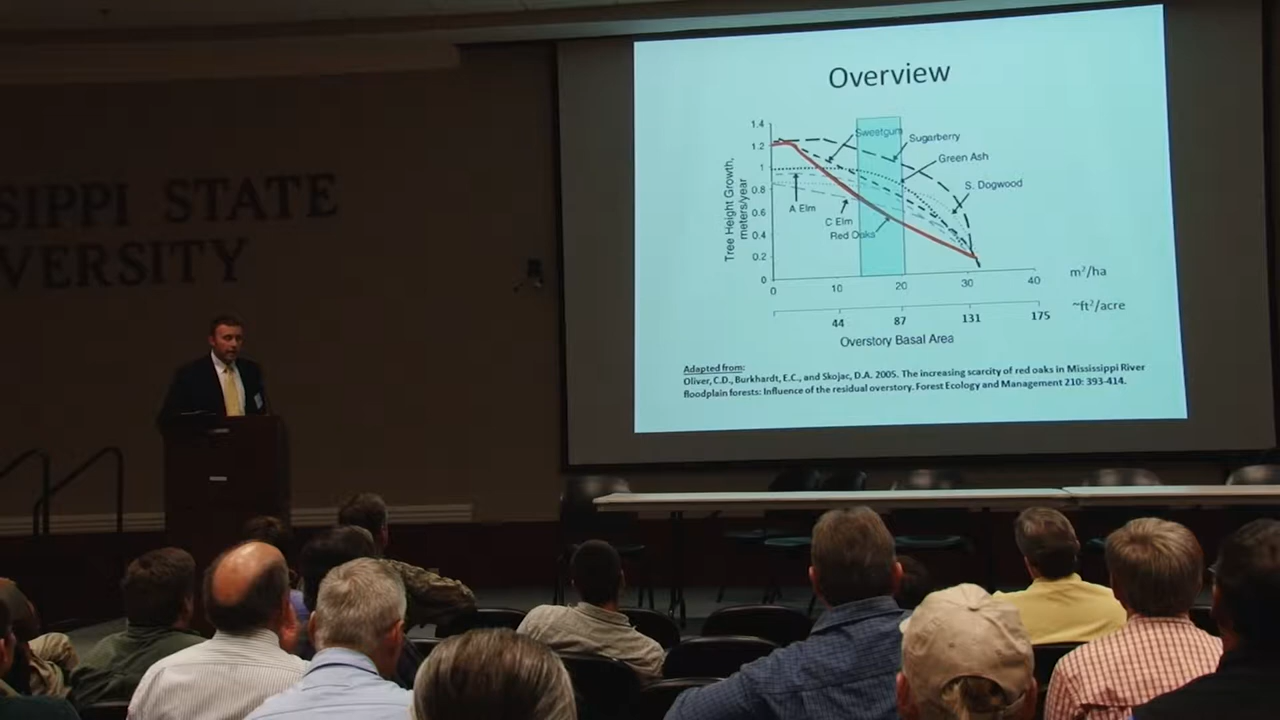 SIPPI STATE
VERSITY
Overview
Tree Height Growth,
meters/year
1.4
1.2
1
0.8
0.6
0.4
0.2
0
Sweetgum
Sugarberry
Green Ash
S. Dogwood
A Elm
C Elm
Red Oaks
0 10 20 30 40
m²/ha
44 87 131 175
~ft²/acre
Overstory Basal Area
Adapted from:
Oliver, C.D., Burkhardt, E.C., and Skojac, D.A. 2005. The increasing scarcity of red oaks in Mississippi River
floodplain forests: Influence of the residual overstory. Forest Ecology and Management 210: 393-414.